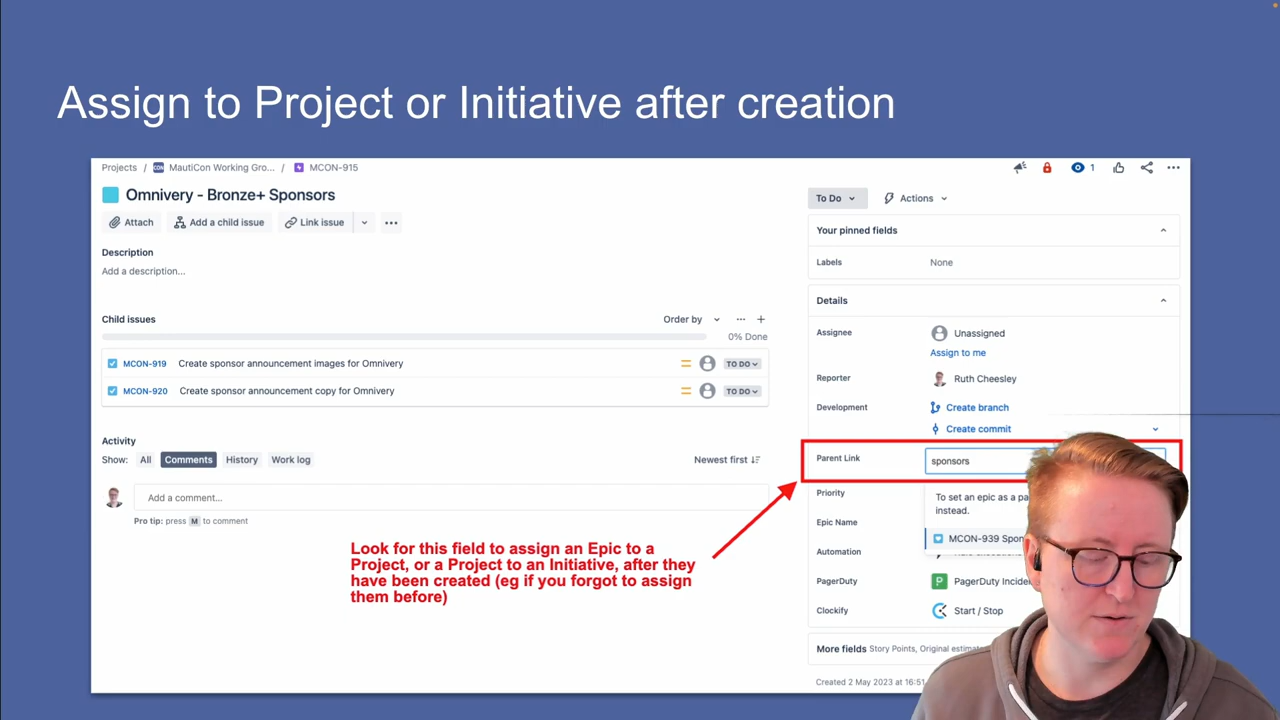 Assign to Project or Initiative after creation
Projects / CON MautiCon Working Gro... / MCON-915
1
Omnivery - Bronze+ Sponsors
Attach Add a child issue Link issue
Description
Add a description...
Child issues
Order by
0% Done
MCON-919 Create sponsor announcement images for Omnivery TO DO
MCON-920 Create sponsor announcement copy for Omnivery TO DO
Activity
Show: All Comments History Work log Newest first
Add a comment...
Pro tip: press M to comment
Look for this field to assign an Epic to a
Project, or a Project to an Initiative, after they
have been created (eg if you forgot to assign
them before)
To Do Actions
Your pinned fields
Labels None
Details
Assignee Unassigned
Assign to me
Reporter Ruth Cheesley
Development Create branch
Create commit
Parent Link sponsors
To set an epic as a
instead.
Priority
MCON-939
Epic Name
Automation
PagerDuty P PagerDuty
Clockify Start / Stop
More fields Story Points, Original
Created 2 May 2023 at 16:51